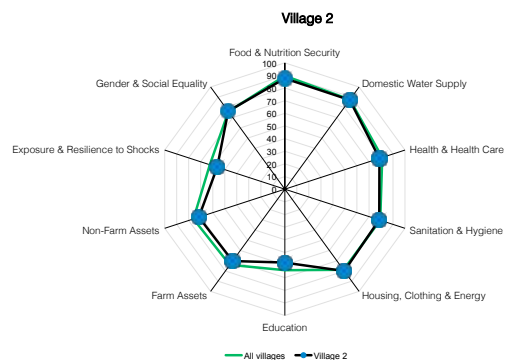 Village 2
Food & Nutrition Security
100
90
80
70
60
50
40
30
20
10
0
Gender & Social Equality
Domestic Water Supply
Exposure & Resilience to Shocks
Health & Health Care
Non-Farm Assets
Sanitation & Hygiene
Farm Assets
Housing, Clothing & Energy
Education
All villages
Village 2